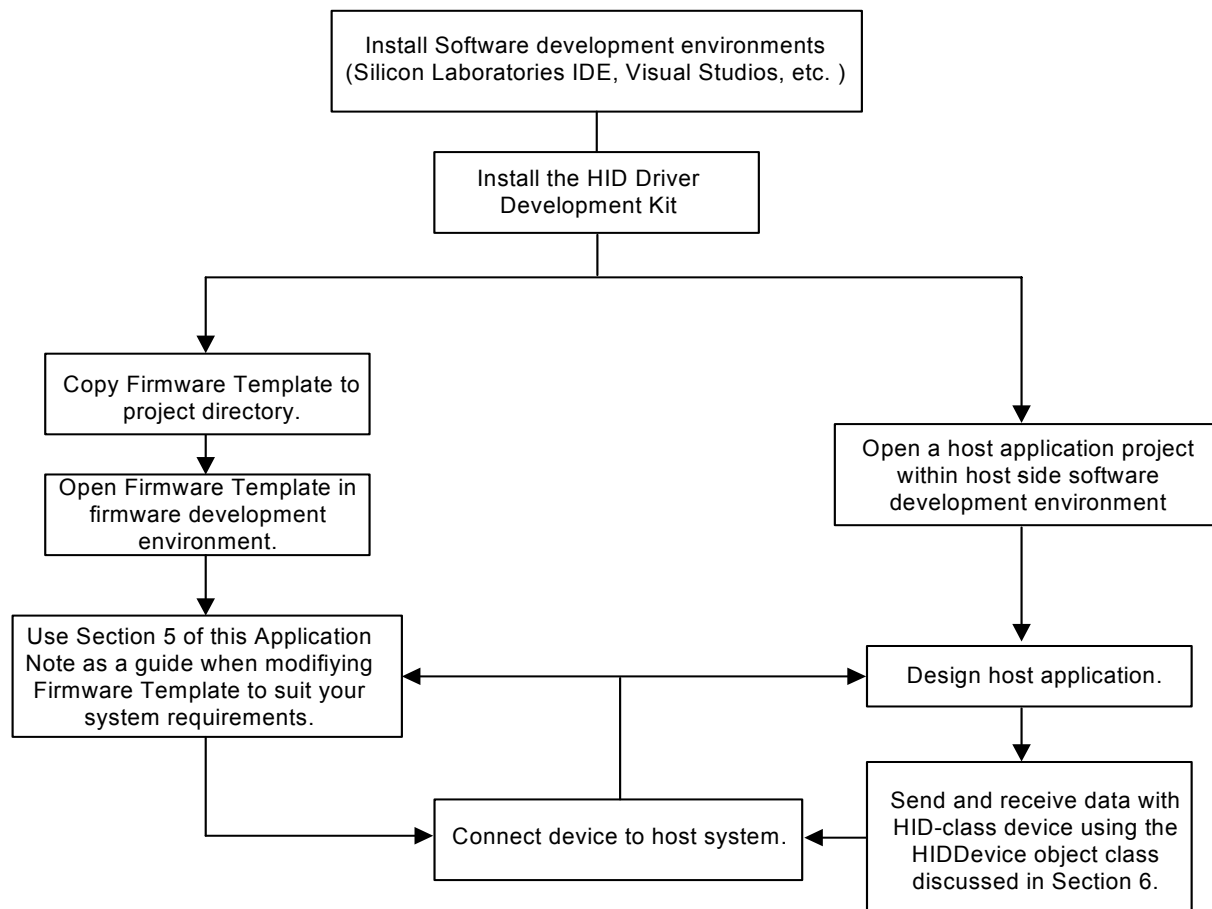 Install Software development environments
(Silicon Laboratories IDE, Visual Studios, etc. )
Install the HID Driver
Development Kit
Copy Firmware Template to
project directory.
Open Firmware Template in
firmware development
environment.
Use Section 5 of this Application
Note as a guide when modifiying
Firmware Template to suit your
system requirements.
Open a host application project
within host side software
development environment
Design host application.
Send and receive data with
HID-class device using the
HIDDevice object class
discussed in Section 6.
Connect device to host system.